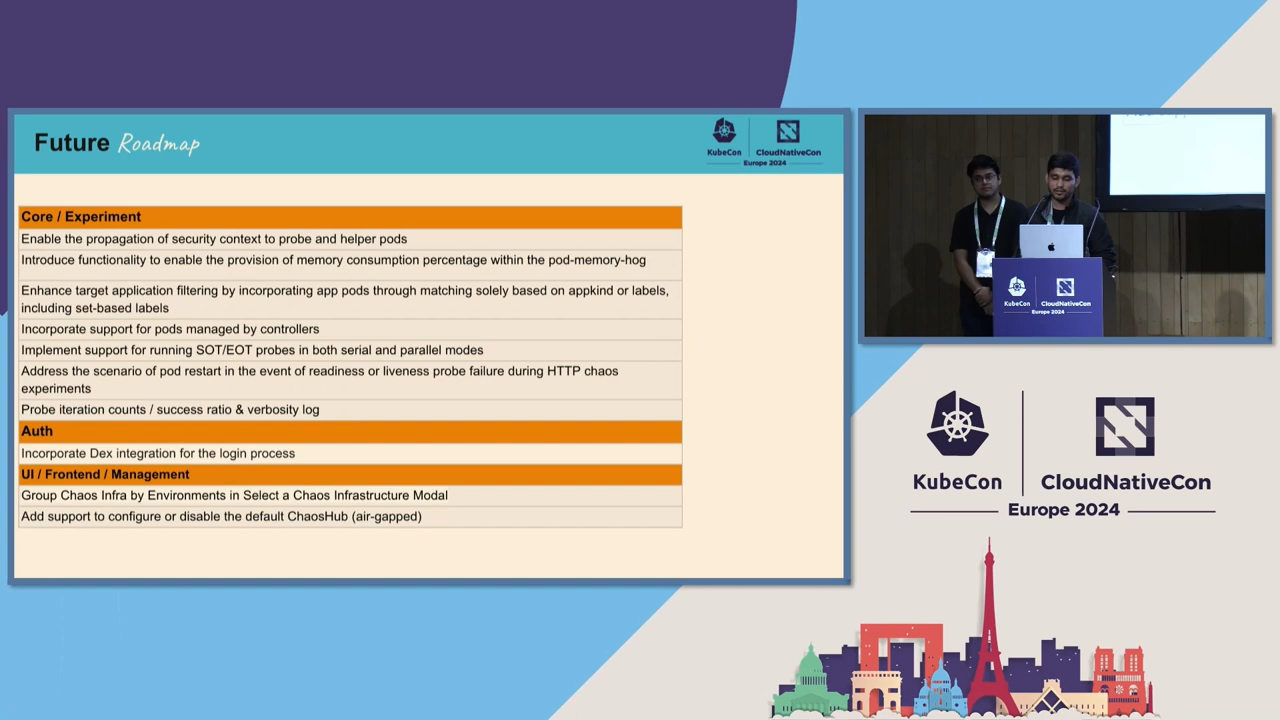 Future Roadmap
KubeCon
CloudNativeCon
Europe 2024
Core / Experiment
Enable the propagation of security context to probe and helper pods
Introduce functionality to enable the provision of memory consumption percentage within the pod-memory-hog
Enhance target application filtering by incorporating app pods through matching solely based on appkind or labels,
including set-based labels
Incorporate support for pods managed by controllers
Implement support for running SOT/EOT probes in both serial and parallel modes
Address the scenario of pod restart in the event of readiness or liveness probe failure during HTTP chaos
experiments
Probe iteration counts / success ratio & verbosity log
Auth
Incorporate Dex integration for the login process
UI / Frontend / Management
Group Chaos Infra by Environments in Select a Chaos Infrastructure Modal
Add support to configure or disable the default ChaosHub (air-gapped)
KubeCon
CloudNativeCon
Europe 2024
KubeCon
CloudNativeCon
Europe 2024